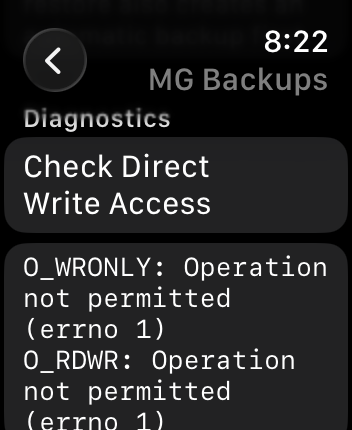 8:22
MG Backups
Diagnostics
Check Direct
Write Access
O_WRONLY: Operation
not permitted
(errno 1)
O_RDWR: Operation
not permitted
(errno 1)